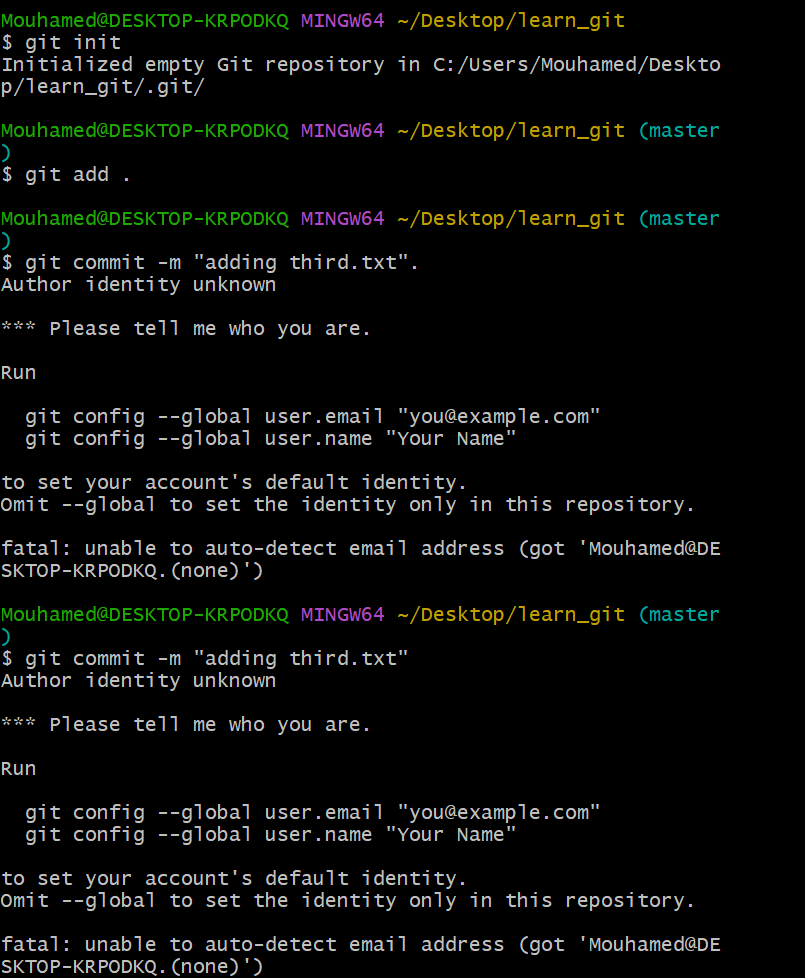 Mouhamed@DESKTOP-KRPODKQ MINGW64 ~/Desktop/learn_git
$ git init
Initialized empty Git repository in C:/Users/Mouhamed/Deskto
p/learn_git/.git/
Mouhamed@DESKTOP-KRPODKQ MINGW64 ~/Desktop/learn_git (master
)
$ git add .
Mouhamed@DESKTOP-KRPODKQ MINGW64 ~/Desktop/learn_git (master
)
$ git commit -m "adding third.txt".
Author identity unknown
*** Please tell me who you are.
Run
  git config --global user.email "you@example.com"
  git config --global user.name "Your Name"
to set your account's default identity.
Omit --global to set the identity only in this repository.
fatal: unable to auto-detect email address (got 'Mouhamed@DE
SKTOP-KRPODKQ.(none)')
Mouhamed@DESKTOP-KRPODKQ MINGW64 ~/Desktop/learn_git (master
)
$ git commit -m "adding third.txt"
Author identity unknown
*** Please tell me who you are.
Run
  git config --global user.email "you@example.com"
  git config --global user.name "Your Name"
to set your account's default identity.
Omit --global to set the identity only in this repository.
fatal: unable to auto-detect email address (got 'Mouhamed@DE
SKTOP-KRPODKQ.(none)')